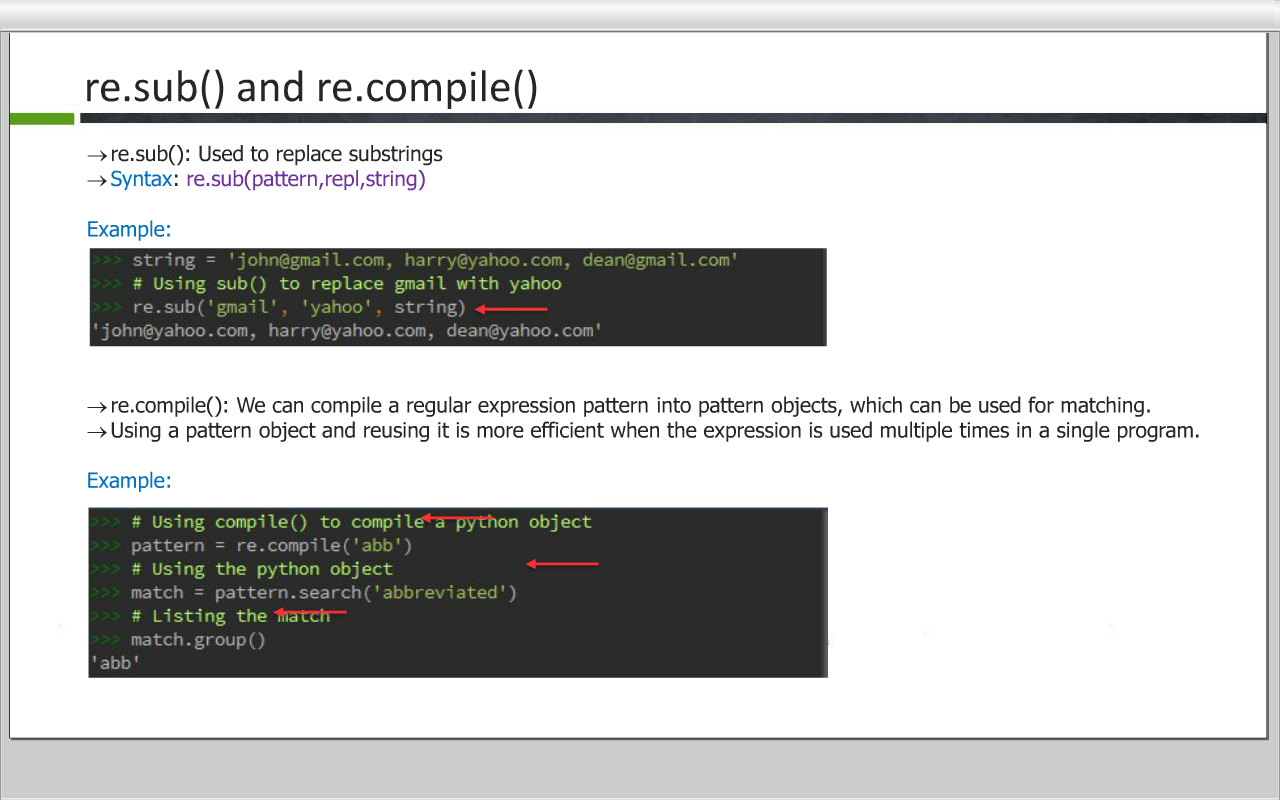 re.sub() and re.compile()
→re.sub(): Used to replace substrings
→Syntax: re.sub(pattern,repl,string)
Example:
>>> string = 'john@gmail.com, harry@yahoo.com, dean@gmail.com'
>>> # Using sub() to replace gmail with yahoo
>>> re.sub('gmail', 'yahoo', string)
'john@yahoo.com, harry@yahoo.com, dean@yahoo.com'
→re.compile(): We can compile a regular expression pattern into pattern objects, which can be used for matching.
→Using a pattern object and reusing it is more efficient when the expression is used multiple times in a single program.
Example:
>>> # Using compile() to compile a python object
>>> pattern = re.compile('abb')
>>> # Using the python object
>>> match = pattern.search('abbreviated')
>>> # Listing the match
>>> match.group()
'abb'